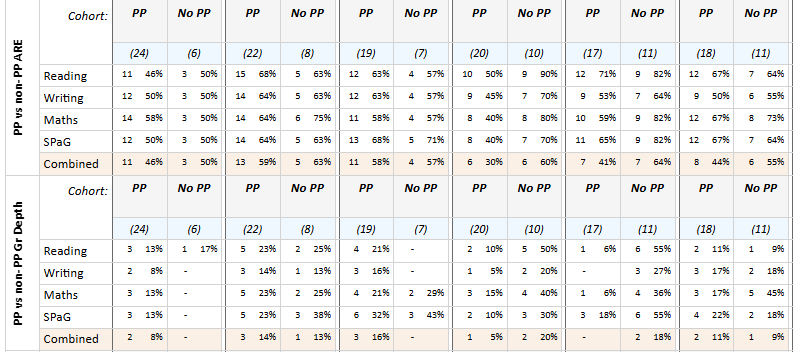 PP vs non-PP ARE
Cohort: PP No PP PP No PP PP No PP PP No PP PP No PP PP No PP
(24) (6) (22) (8) (19) (7) (20) (10) (17) (11) (18) (11)
Reading 11 46% 3 50% 15 68% 5 63% 12 63% 4 57% 10 50% 9 90% 12 71% 9 82% 12 67% 7 64%
Writing 12 50% 3 50% 14 64% 5 63% 12 63% 4 57% 9 45% 7 70% 9 53% 7 64% 9 50% 6 55%
Maths 14 58% 3 50% 14 64% 6 75% 11 58% 4 57% 8 40% 8 80% 10 59% 9 82% 12 67% 8 73%
SPaG 12 50% 3 50% 14 64% 5 63% 13 68% 5 71% 8 40% 7 70% 11 65% 9 82% 12 67% 7 64%
Combined 11 46% 3 50% 13 59% 5 63% 11 58% 4 57% 6 30% 6 60% 7 41% 7 64% 8 44% 6 55%
PP vs non-PP Gr Depth
Cohort: PP No PP PP No PP PP No PP PP No PP PP No PP PP No PP
(24) (6) (22) (8) (19) (7) (20) (10) (17) (11) (18) (11)
Reading 3 13% 1 17% 5 23% 2 25% 4 21% - 2 10% 5 50% 1 6% 6 55% 2 11% 1 9%
Writing 2 8% - 3 14% 1 13% 3 16% - 1 5% 2 20% - 3 27% 3 17% 2 18%
Maths 3 13% - 5 23% 2 25% 4 21% 2 29% 3 15% 4 40% 1 6% 4 36% 3 17% 5 45%
SPaG 3 13% - 5 23% 3 38% 6 32% 3 43% 2 10% 3 30% 3 18% 6 55% 4 22% 2 18%
Combined 2 8% - 3 14% 1 13% 3 16% - 1 5% 2 20% - 2 18% 2 11% 1 9%